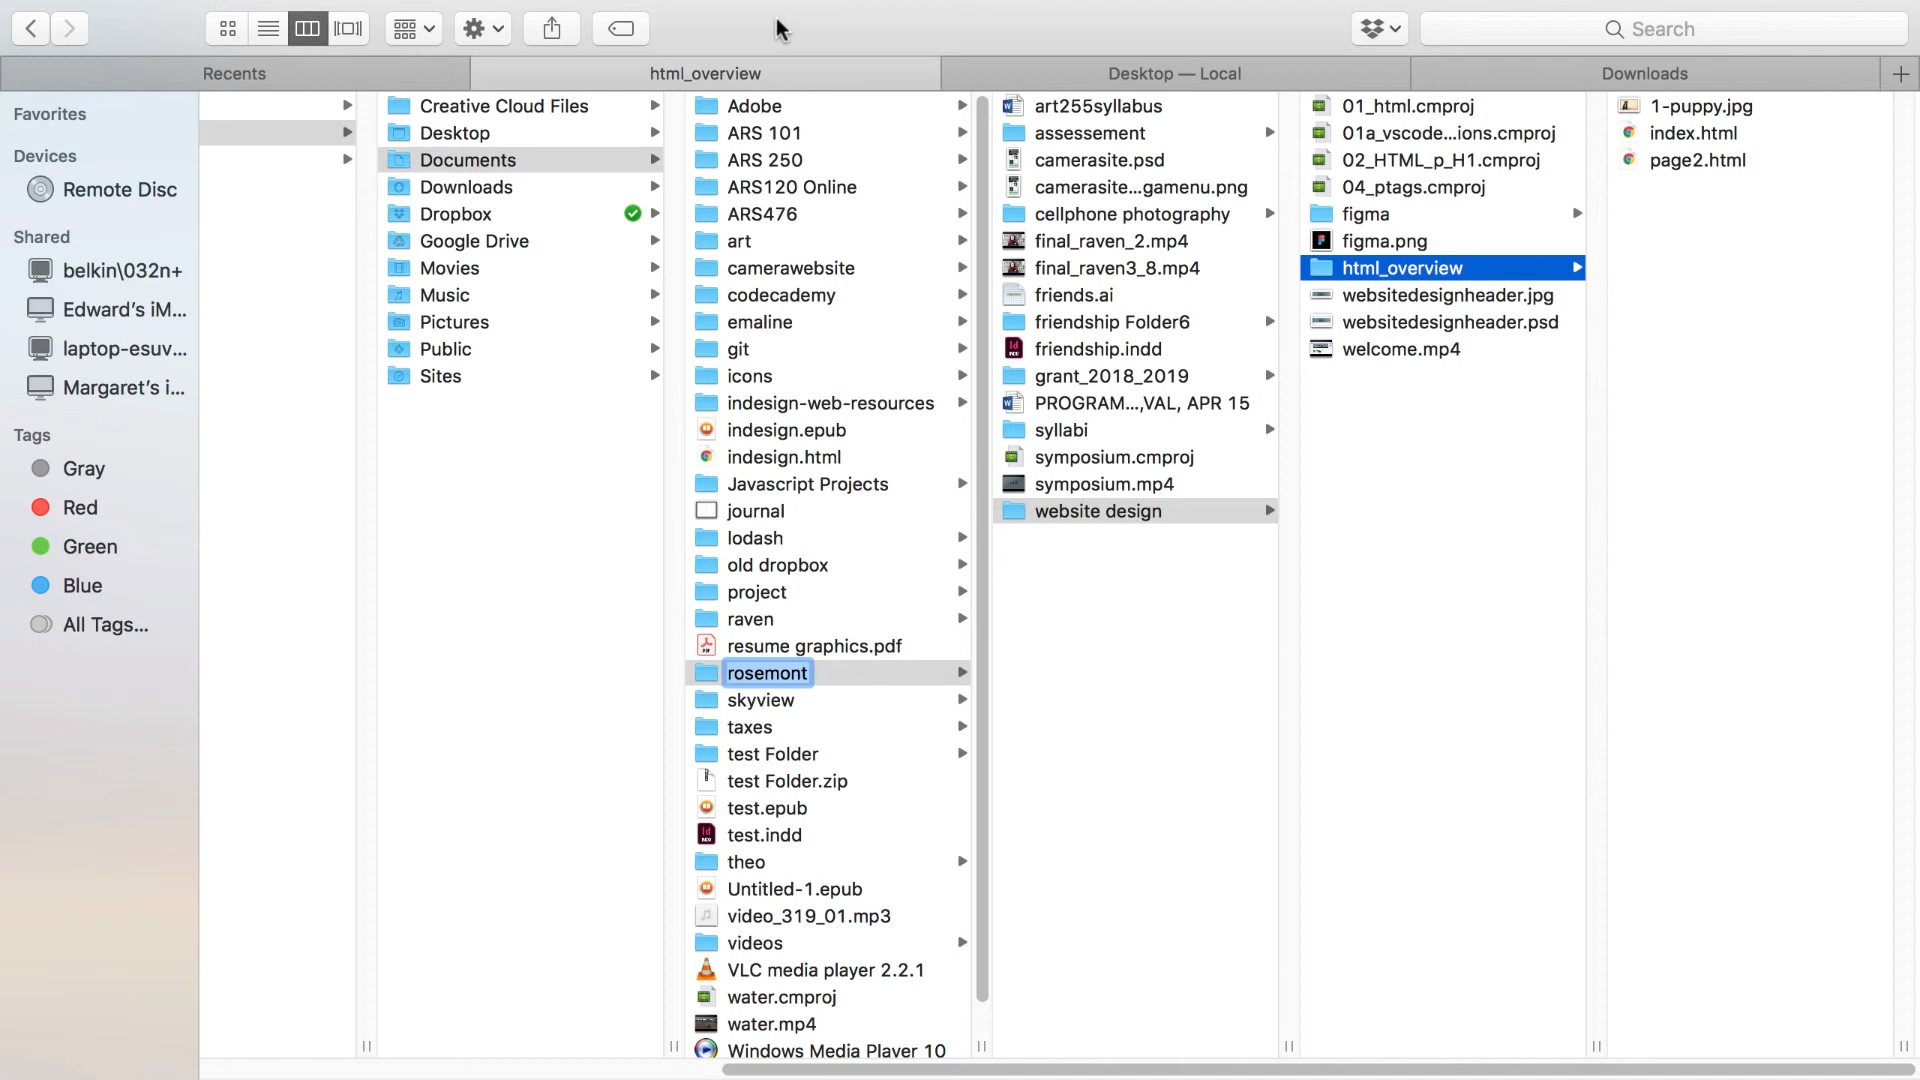 Search
Recents
html_overview
Desktop — Local
Downloads
Favorites
Devices
Remote Disc
Shared
belkin\032n+
Edward's iM...
laptop-esuv...
Margaret's i...
Tags
Gray
Red
Green
Blue
All Tags...
Creative Cloud Files
Desktop
Documents
Downloads
Dropbox
Google Drive
Movies
Music
Pictures
Public
Sites
Adobe
ARS 101
ARS 250
ARS120 Online
ARS476
art
camerawebsite
codecademy
emaline
git
icons
indesign-web-resources
indesign.epub
indesign.html
Javascript Projects
journal
lodash
old dropbox
project
raven
resume graphics.pdf
rosemont
skyview
taxes
test Folder
test Folder.zip
test.epub
test.indd
theo
Untitled-1.epub
video_319_01.mp3
videos
VLC media player 2.2.1
water.cmproj
water.mp4
Windows Media Player 10
art255syllabus
assessement
camerasite.psd
camerasite...gamenu.png
cellphone photography
final_raven_2.mp4
final_raven3_8.mp4
friends.ai
friendship Folder6
friendship.indd
grant_2018_2019
PROGRAM...,VAL, APR 15
syllabi
symposium.cmproj
symposium.mp4
website design
01_html.cmproj
01a_vscode...ions.cmproj
02_HTML_p_H1.cmproj
04_ptags.cmproj
figma
figma.png
html_overview
websitedesignheader.jpg
websitedesignheader.psd
welcome.mp4
1-puppy.jpg
index.html
page2.html